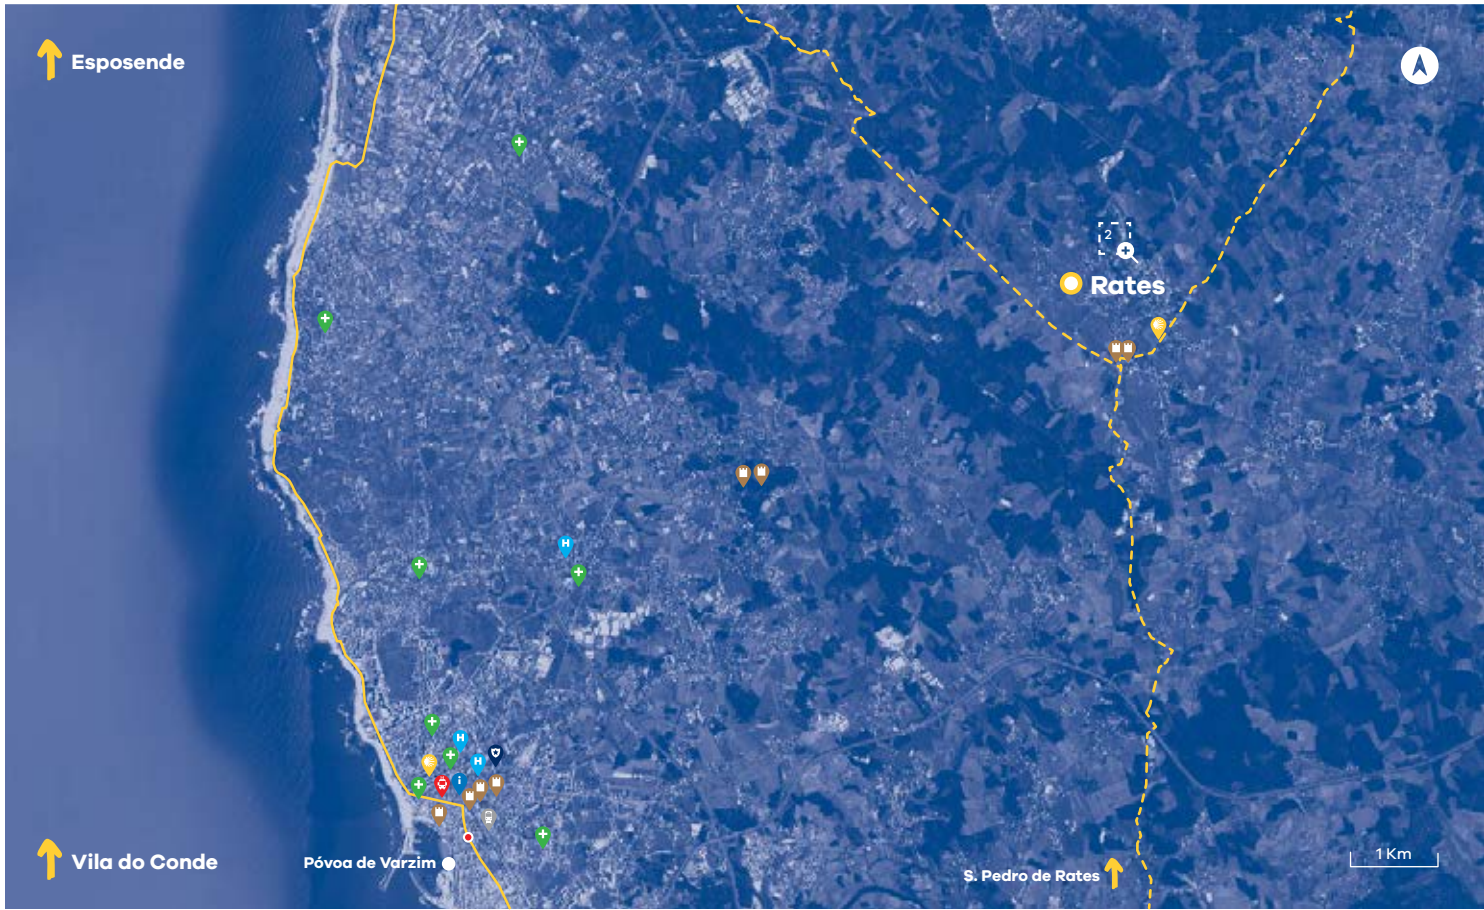 Esposende
2
Rates
H
H
H
i
Vila do Conde
Póvoa de Varzim
S. Pedro de Rates
1 Km